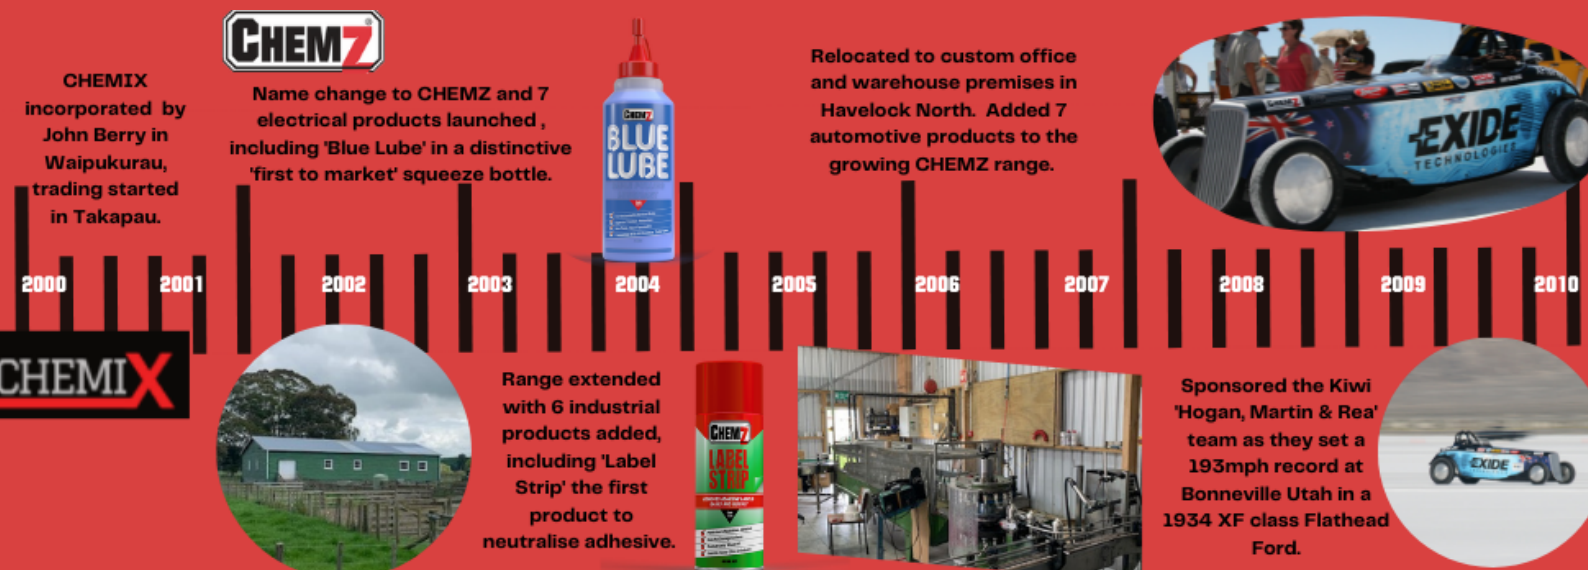 CHEMIX
incorporated by
John Berry in
Waipukurau,
trading started
in Takapau.
CHEMZ
Name change to CHEMZ and 7
electrical products launched ,
including 'Blue Lube' in a distinctive
'first to market' squeeze bottle.
CHEMZ
BLUE
LUBE
Relocated to custom office
and warehouse premises in
Havelock North. Added 7
automotive products to the
growing CHEMZ range.
CHEMZ
EXIDE
TECHNOLOGIES
2000 2001 2002 2003 2004 2005 2006 2007 2008 2009 2010
CHEMIX
Range extended
with 6 industrial
products added,
including 'Label
Strip' the first
product to
neutralise adhesive.
CHEMZ
LABEL
STRIP
Sponsored the Kiwi
'Hogan, Martin & Rea'
team as they set a
193mph record at
Bonneville Utah in a
1934 XF class Flathead
Ford.
EXIDE